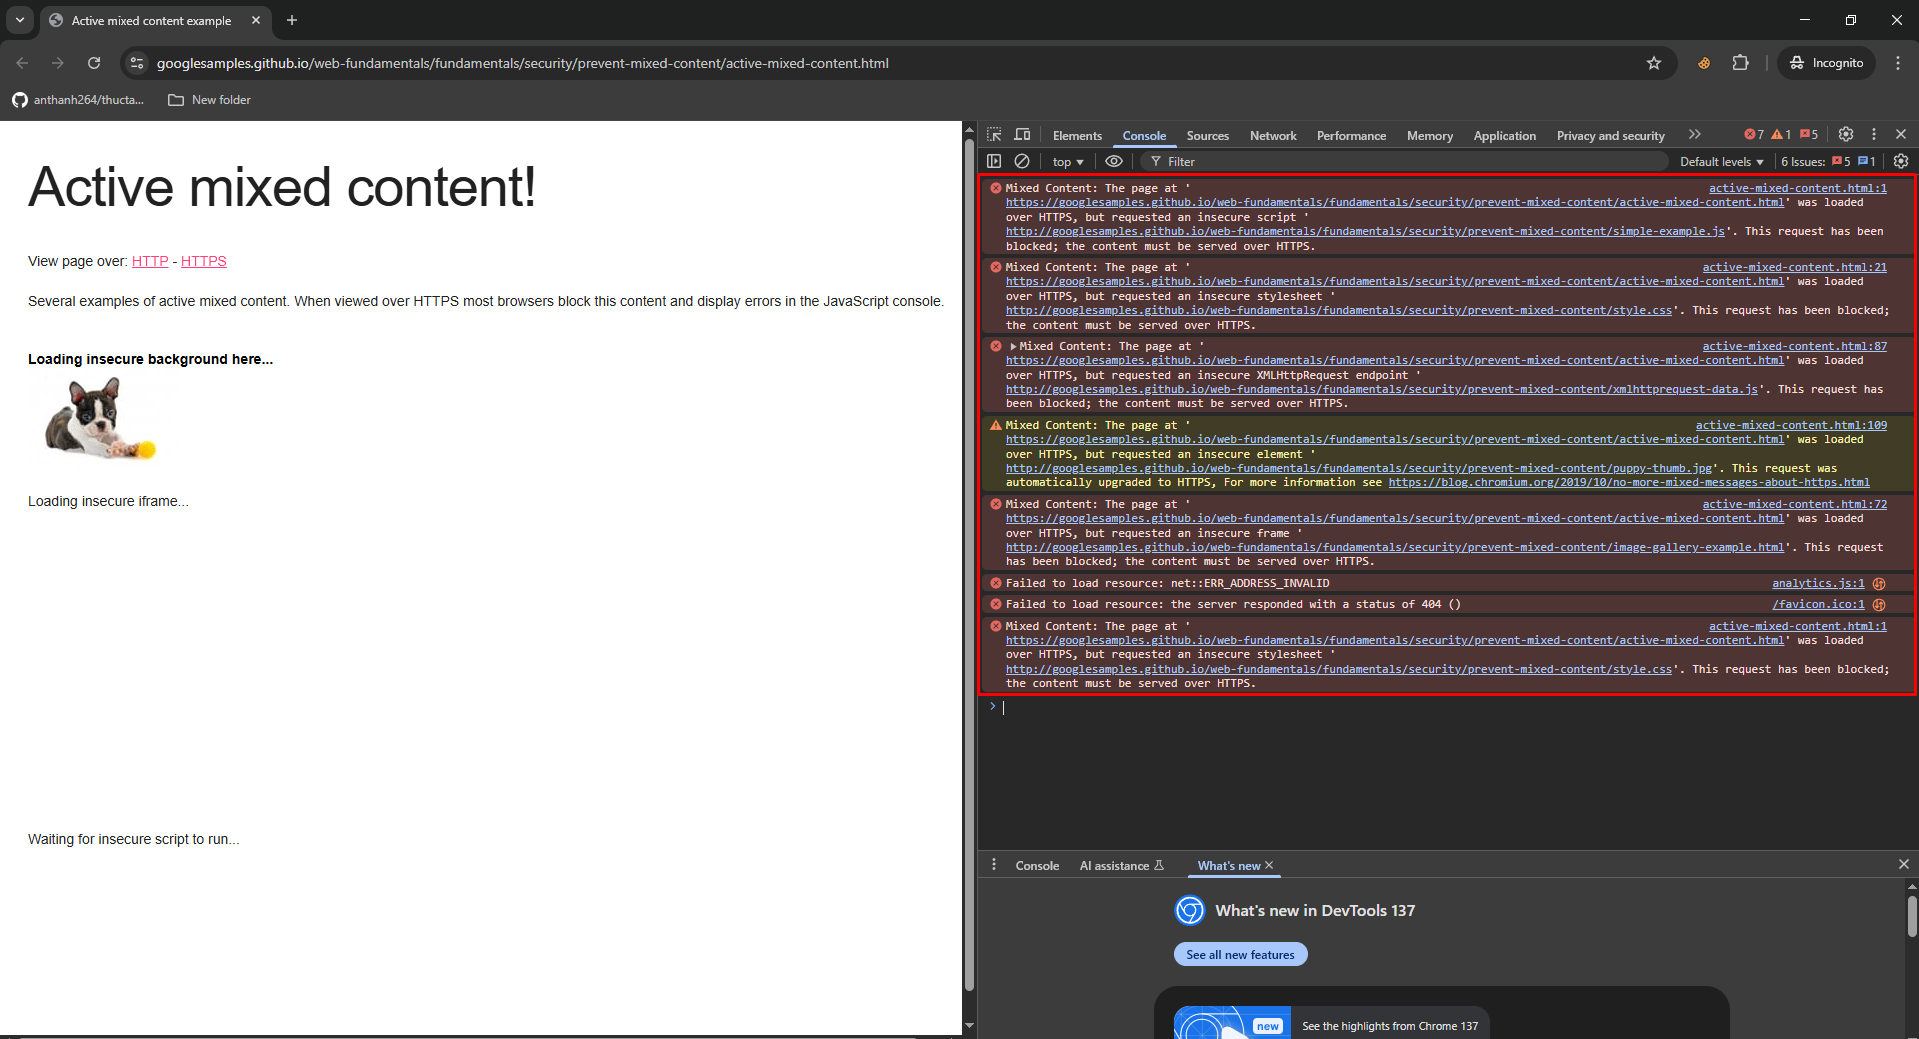 Active mixed content example
googlesamples.github.io/web-fundamentals/fundamentals/security/prevent-mixed-content/active-mixed-content.html
Incognito
anthanh264/thucta...
New folder
Active mixed content!
View page over: HTTP - HTTPS
Several examples of active mixed content. When viewed over HTTPS most browsers block this content and display errors in the JavaScript console.
Loading insecure background here...
Loading insecure iframe...
Waiting for insecure script to run...
Elements Console Sources Network Performance Memory Application Privacy and security 7 1 5
top Filter Default levels 6 Issues: 5 1
Mixed Content: The page at ' active-mixed-content.html:1
https://googlesamples.github.io/web-fundamentals/fundamentals/security/prevent-mixed-content/active-mixed-content.html' was loaded
over HTTPS, but requested an insecure script '
http://googlesamples.github.io/web-fundamentals/fundamentals/security/prevent-mixed-content/simple-example.js'. This request has been
blocked; the content must be served over HTTPS.
Mixed Content: The page at ' active-mixed-content.html:21
https://googlesamples.github.io/web-fundamentals/fundamentals/security/prevent-mixed-content/active-mixed-content.html' was loaded
over HTTPS, but requested an insecure stylesheet '
http://googlesamples.github.io/web-fundamentals/fundamentals/security/prevent-mixed-content/style.css'. This request has been blocked;
the content must be served over HTTPS.
Mixed Content: The page at ' active-mixed-content.html:87
https://googlesamples.github.io/web-fundamentals/fundamentals/security/prevent-mixed-content/active-mixed-content.html' was loaded
over HTTPS, but requested an insecure XMLHttpRequest endpoint '
http://googlesamples.github.io/web-fundamentals/fundamentals/security/prevent-mixed-content/xmlhttprequest-data.js'. This request has
been blocked; the content must be served over HTTPS.
Mixed Content: The page at ' active-mixed-content.html:109
https://googlesamples.github.io/web-fundamentals/fundamentals/security/prevent-mixed-content/active-mixed-content.html' was loaded
over HTTPS, but requested an insecure element '
http://googlesamples.github.io/web-fundamentals/fundamentals/security/prevent-mixed-content/puppy-thumb.jpg'. This request was
automatically upgraded to HTTPS, For more information see https://blog.chromium.org/2019/10/no-more-mixed-messages-about-https.html
Mixed Content: The page at ' active-mixed-content.html:72
https://googlesamples.github.io/web-fundamentals/fundamentals/security/prevent-mixed-content/active-mixed-content.html' was loaded
over HTTPS, but requested an insecure frame '
http://googlesamples.github.io/web-fundamentals/fundamentals/security/prevent-mixed-content/image-gallery-example.html'. This request
has been blocked; the content must be served over HTTPS.
Failed to load resource: net::ERR_ADDRESS_INVALID analytics.js:1
Failed to load resource: the server responded with a status of 404 () /favicon.ico:1
Mixed Content: The page at ' active-mixed-content.html:1
https://googlesamples.github.io/web-fundamentals/fundamentals/security/prevent-mixed-content/active-mixed-content.html' was loaded
over HTTPS, but requested an insecure stylesheet '
http://googlesamples.github.io/web-fundamentals/fundamentals/security/prevent-mixed-content/style.css'. This request has been blocked;
the content must be served over HTTPS.
Console AI assistance What's new
What's new in DevTools 137
See all new features
new See the highlights from Chrome 137